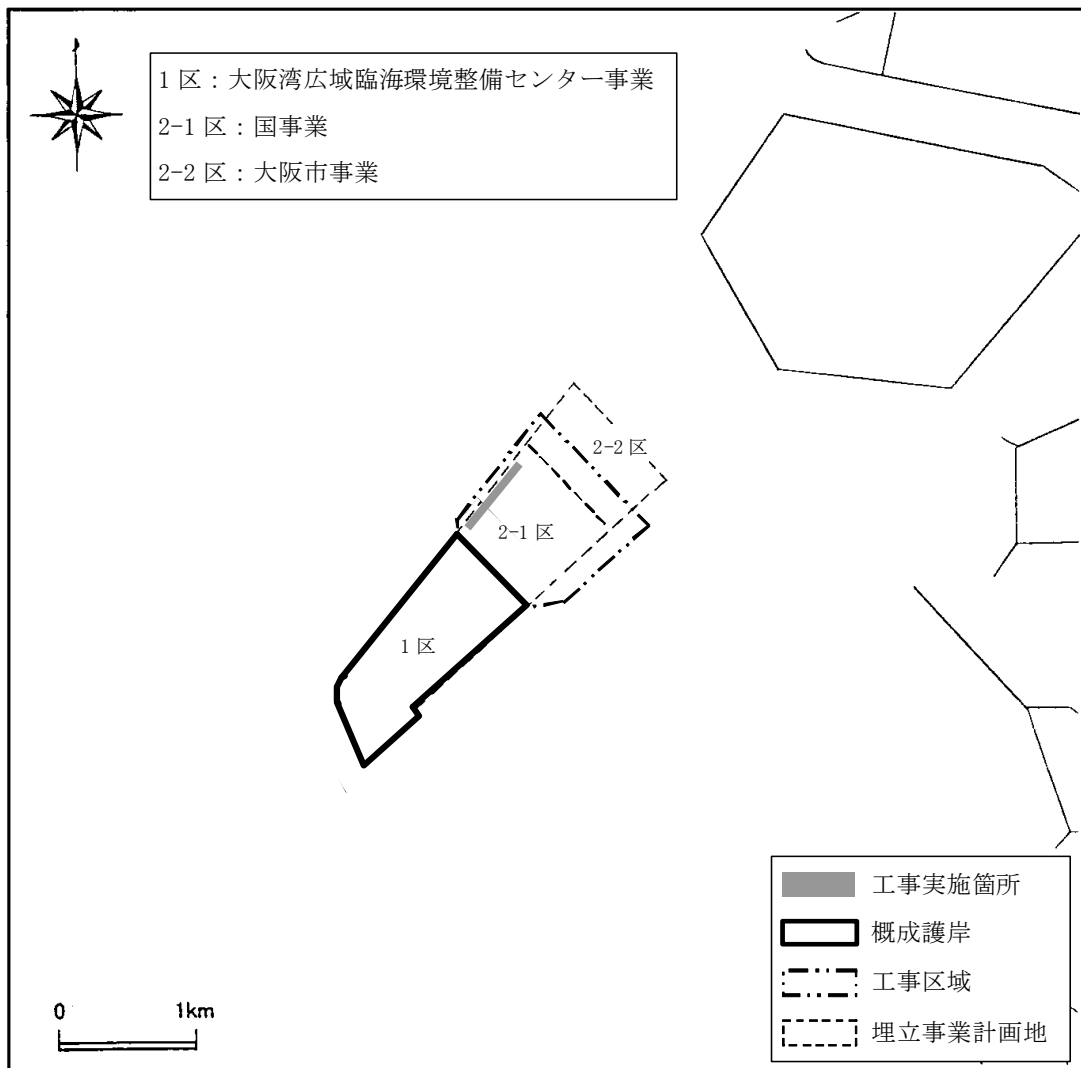 1 区：大阪湾広域臨海環境整備センター事業
2-1 区：国事業
2-2 区：大阪市事業
2-2 区
2-1 区
1 区
工事実施箇所
概成護岸
工事区域
埋立事業計画地
0 1km